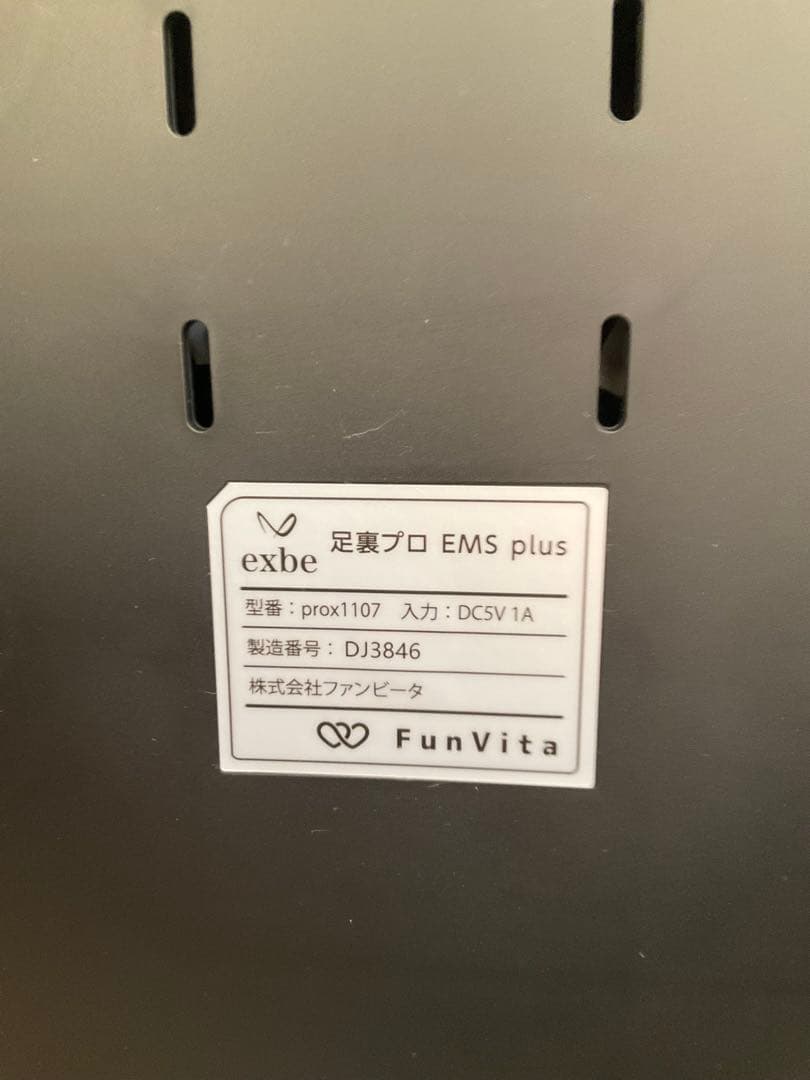 exbe 足裏プロ EMS plus
型番：prox1107 入力：DC5V 1A
製造番号： DJ3846
株式会社ファンビータ
FunVita